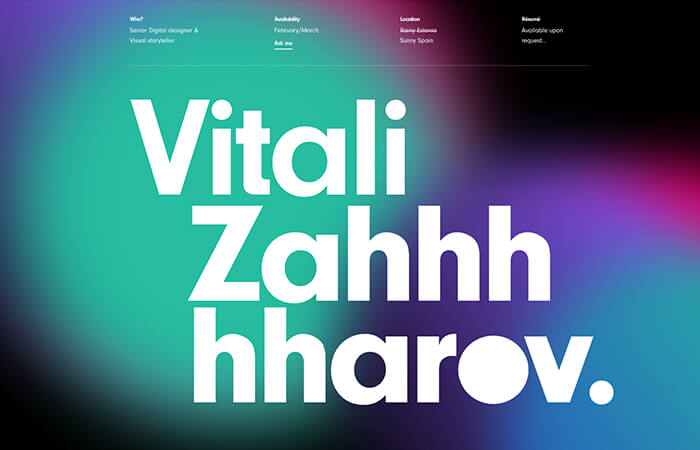 Who?
Senior Digital designer &
Visual storyteller.
Availability
February/March.
Ask me
Location
Rainy Estonia
Sunny Spain
Résumé
Available upon
request...
Vitali
Zahhh
hharov.